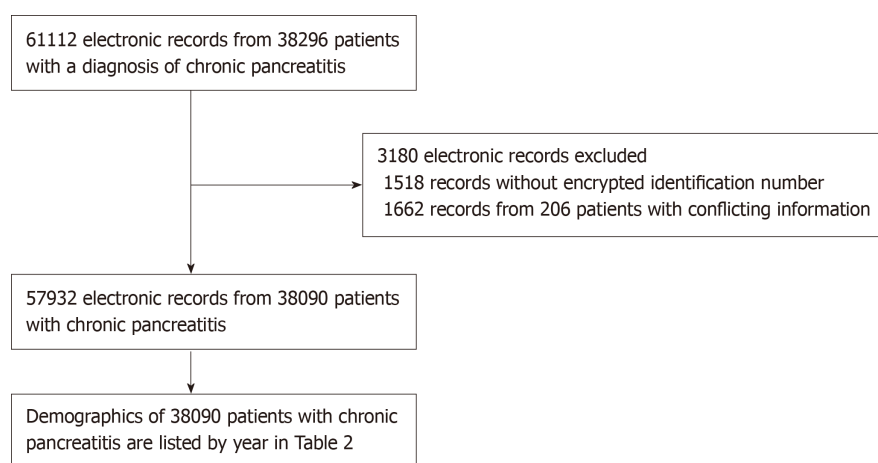 61112 electronic records from 38296 patients
with a diagnosis of chronic pancreatitis
3180 electronic records excluded
1518 records without encrypted identification number
1662 records from 206 patients with conflicting information
57932 electronic records from 38090 patients
with chronic pancreatitis
Demographics of 38090 patients with chronic
pancreatitis are listed by year in Table 2